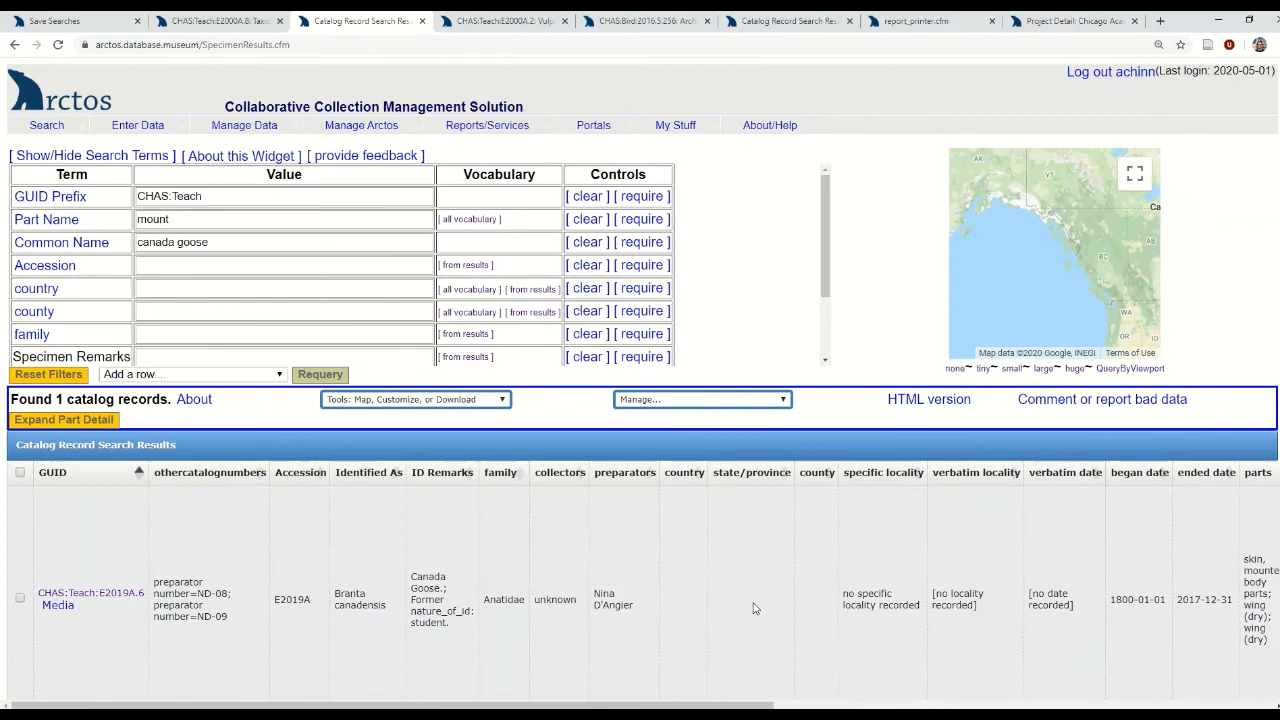 Save Searches
CHAS:Teach:E2000A.8: Taxid
Catalog Record Search Resu
CHAS:Teach:E2000A.2: Vulp
CHAS:Bird:2016.5.256: Arch
Catalog Record Search Res
report_printer.cfm
Project Detail: Chicago Aca
arctos.database.museum/SpecimenResults.cfm
Log out achinn(Last login: 2020-05-01)
Arctos
Collaborative Collection Management Solution
Search
Enter Data
Manage Data
Manage Arctos
Reports/Services
Portals
My Stuff
About/Help
[ Show/Hide Search Terms ] [ About this Widget ] [ provide feedback ]
Term Value Vocabulary Controls
GUID Prefix CHAS:Teach [ clear ] [ require ]
Part Name mount [ all vocabulary ] [ clear ] [ require ]
Common Name canada goose [ clear ] [ require ]
Accession [ from results ] [ clear ] [ require ]
country [ all vocabulary ] [ from results ] [ clear ] [ require ]
county [ all vocabulary ] [ from results ] [ clear ] [ require ]
family [ from results ] [ clear ] [ require ]
Specimen Remarks [ from results ] [ clear ] [ require ]
AK
YT
Ca
BC
AB
WA
OR
ID
Map data ©2020 Google, INEGI Terms of Use
none~ tiny~ small~ large~ huge~ QueryByViewport
Reset Filters Add a row.... Requery
Found 1 catalog records. About Tools: Map, Customize, or Download Manage... HTML version Comment or report bad data
Expand Part Detail
Catalog Record Search Results
GUID othercatalognumbers Accession Identified As ID Remarks family collectors preparators country state/province county specific locality verbatim locality verbatim date began date ended date parts
CHAS:Teach:E2019A.6
Media
preparator
number=ND-08;
preparator
number=ND-09
E2019A
Branta
canadensis
Canada
Goose.;
Former
nature_of_id:
student.
Anatidae
unknown
Nina
D'Angier
no specific
locality recorded
[no locality
recorded]
[no date
recorded]
1800-01-01
2017-12-31
skin,
mounte
body
parts;
wing
(dry);
wing
(dry)